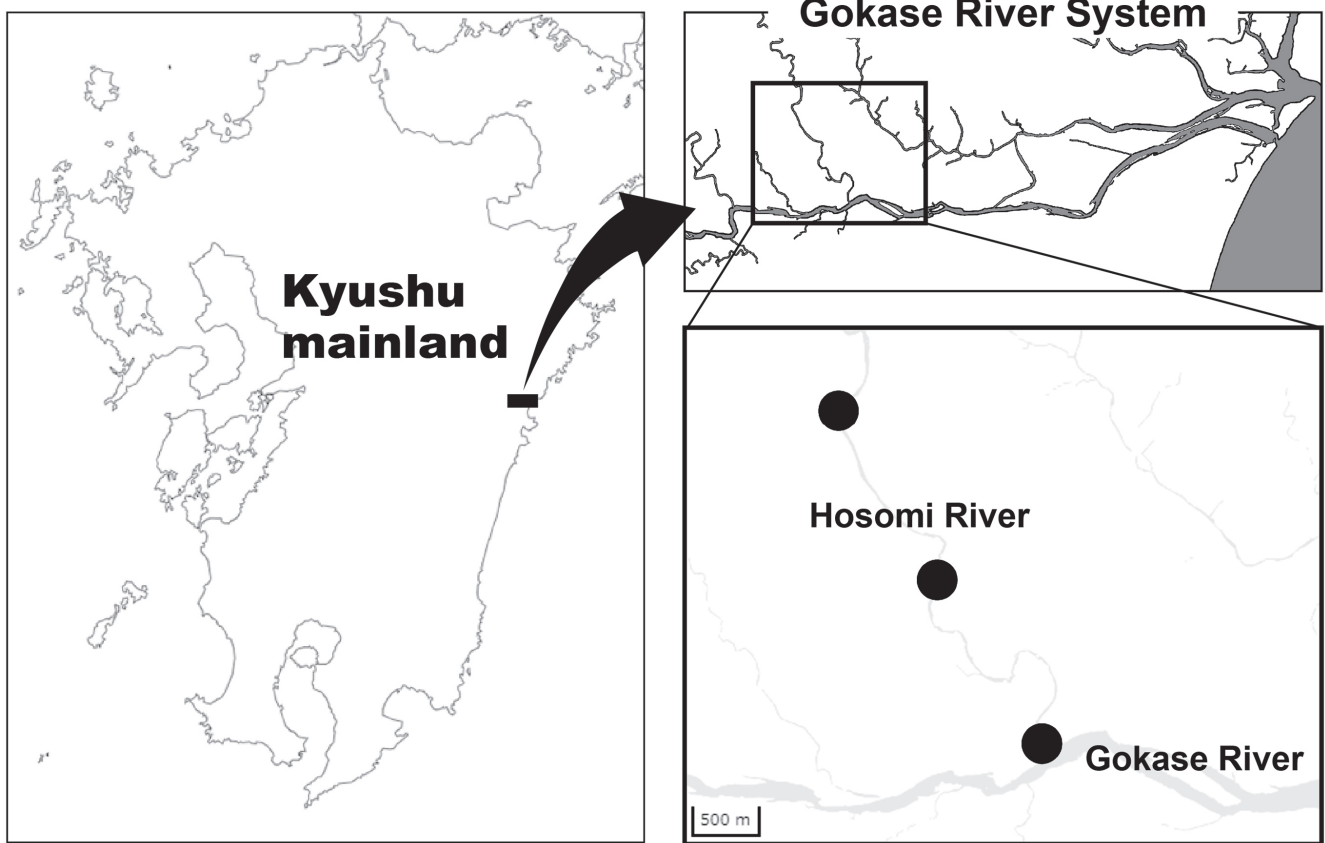 Gokase River System
Kyushu
mainland
Hosomi River
Gokase River
500 m